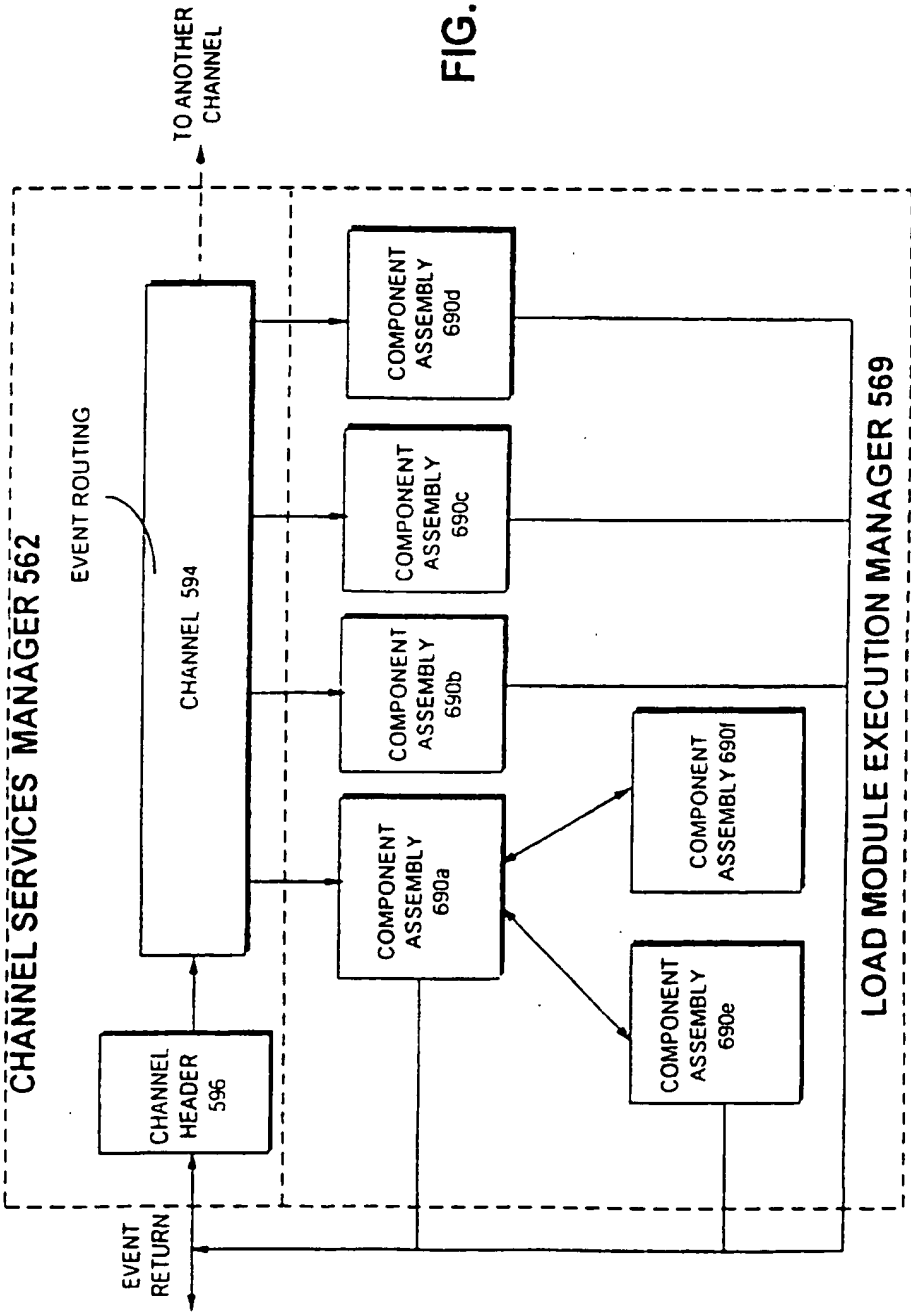 CHANNEL SERVICES MANAGER 562
EVENT ROUTING
TO ANOTHER
CHANNEL
EVENT
RETURN
CHANNEL
HEADER
596
CHANNEL 594
COMPONENT
ASSEMBLY
690a
COMPONENT
ASSEMBLY
690b
COMPONENT
ASSEMBLY
690c
COMPONENT
ASSEMBLY
690d
COMPONENT
ASSEMBLY
690e
COMPONENT
ASSEMBLY 690f
LOAD MODULE EXECUTION MANAGER 569
FIG.